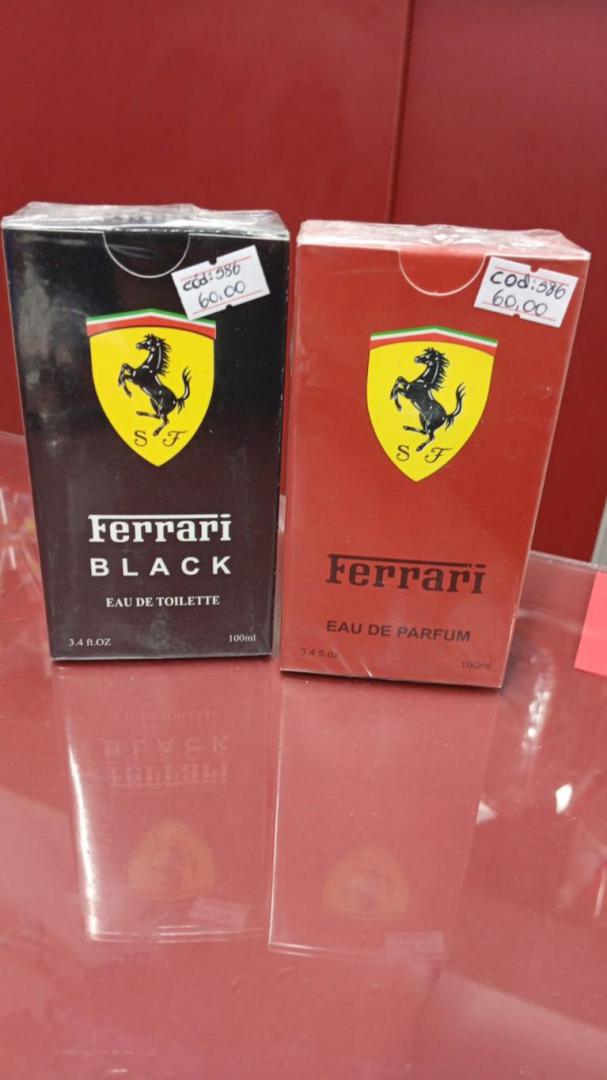 cód:586
60,00
S F
Ferrari
BLACK
EAU DE TOILETTE
3.4 fl.OZ 100ml
COD:586
60,00
S F
Ferrari
EAU DE PARFUM
3.4 fl.oz 100ml